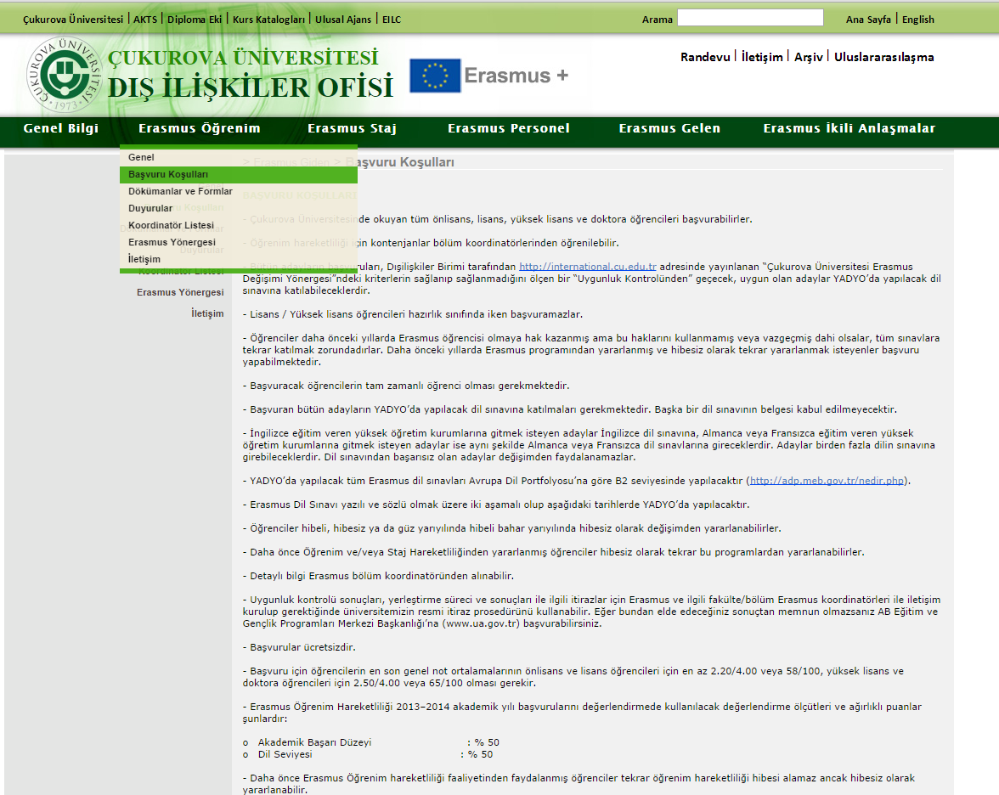 Çukurova Üniversitesi | AKTS | Diploma Eki | Kurs Katalogları | Ulusal Ajans | EILC
Arama
Ana Sayfa | English
ÇUKUROVA ÜNİVERSİTESİ
1973
ÇUKUROVA ÜNİVERSİTESİ
DIŞ İLİŞKİLER OFİSİ
Erasmus +
Randevu | İletişim | Arşiv | Uluslararasılaşma
Genel Bilgi
Erasmus Öğrenim
Erasmus Staj
Erasmus Personel
Erasmus Gelen
Erasmus İkili Anlaşmalar
Genel
Başvuru Koşulları
Dökümanlar ve Formlar
Duyurular
Koordinatör Listesi
Erasmus Yönergesi
İletişim
Duyurular
Koordinatör Listesi
Erasmus Yönergesi
İletişim
> Erasmus Giden > Başvuru Koşulları
BAŞVURU KOŞULLARI
- Çukurova Üniversitesinde okuyan tüm önlisans, lisans, yüksek lisans ve doktora öğrencileri başvurabilirler.
- Öğrenim hareketliliği için kontenjanlar bölüm koordinatörlerinden öğrenilebilir.
- Bütün adayların başvuruları, Dışilişkiler Birimi tarafından http://international.cu.edu.tr adresinde yayınlanan “Çukurova Üniversitesi Erasmus
Değişimi Yönergesi”ndeki kriterlerin sağlanıp sağlanmadığını ölçen bir “Uygunluk Kontrolünden” geçecek, uygun olan adaylar YADYO’da yapılacak dil
sınavına katılabileceklerdir.
- Lisans / Yüksek lisans öğrencileri hazırlık sınıfında iken başvuramazlar.
- Öğrenciler daha önceki yıllarda Erasmus öğrencisi olmaya hak kazanmış ama bu haklarını kullanmamış veya vazgeçmiş dahi olsalar, tüm sınavlara
tekrar katılmak zorundadırlar. Daha önceki yıllarda Erasmus programından yararlanmış ve hibesiz olarak tekrar yararlanmak isteyenler başvuru
yapabilmektedir.
- Başvuracak öğrencilerin tam zamanlı öğrenci olması gerekmektedir.
- Başvuran bütün adayların YADYO’da yapılacak dil sınavına katılmaları gerekmektedir. Başka bir dil sınavının belgesi kabul edilmeyecektir.
- İngilizce eğitim veren yüksek öğretim kurumlarına gitmek isteyen adaylar İngilizce dil sınavına, Almanca veya Fransızca eğitim veren yüksek
öğretim kurumlarına gitmek isteyen adaylar ise aynı şekilde Almanca veya Fransızca dil sınavlarına gireceklerdir. Adaylar birden fazla dilin sınavına
girebileceklerdir. Dil sınavından başarısız olan adaylar değişimden faydalanamazlar.
- YADYO’da yapılacak tüm Erasmus dil sınavları Avrupa Dil Portfolyosu’na göre B2 seviyesinde yapılacaktır (http://adp.meb.gov.tr/nedir.php).
- Erasmus Dil Sınavı yazılı ve sözlü olmak üzere iki aşamalı olup aşağıdaki tarihlerde YADYO’da yapılacaktır.
- Öğrenciler hibeli, hibesiz ya da güz yarıyılında hibeli bahar yarıyılında hibesiz olarak değişimden yararlanabilirler.
- Daha önce Öğrenim ve/veya Staj Hareketliliğinden yararlanmış öğrenciler hibesiz olarak tekrar bu programlardan yararlanabilirler.
- Detaylı bilgi Erasmus bölüm koordinatöründen alınabilir.
- Uygunluk kontrolü sonuçları, yerleştirme süreci ve sonuçları ile ilgili itirazlar için Erasmus ve ilgili fakülte/bölüm Erasmus koordinatörleri ile iletişim
kurulup gerektiğinde üniversitemizin resmi itiraz prosedürünü kullanabilir. Eğer bundan elde edeceğiniz sonuçtan memnun olmazsanız AB Eğitim ve
Gençlik Programları Merkezi Başkanlığı’na (www.ua.gov.tr) başvurabilirsiniz.
- Başvurular ücretsizdir.
- Başvuru için öğrencilerin en son genel not ortalamalarının önlisans ve lisans öğrencileri için en az 2.20/4.00 veya 58/100, yüksek lisans ve
doktora öğrencileri için 2.50/4.00 veya 65/100 olması gerekir.
- Erasmus Öğrenim Hareketliliği 2013–2014 akademik yılı başvurularını değerlendirmede kullanılacak değerlendirme ölçütleri ve ağırlıklı puanlar
şunlardır:
o Akademik Başarı Düzeyi : % 50
o Dil Seviyesi : % 50
- Daha önce Erasmus Öğrenim hareketliliği faaliyetinden faydalanmış öğrenciler tekrar öğrenim hareketliliği hibesi alamaz ancak hibesiz olarak
yararlanabilir.